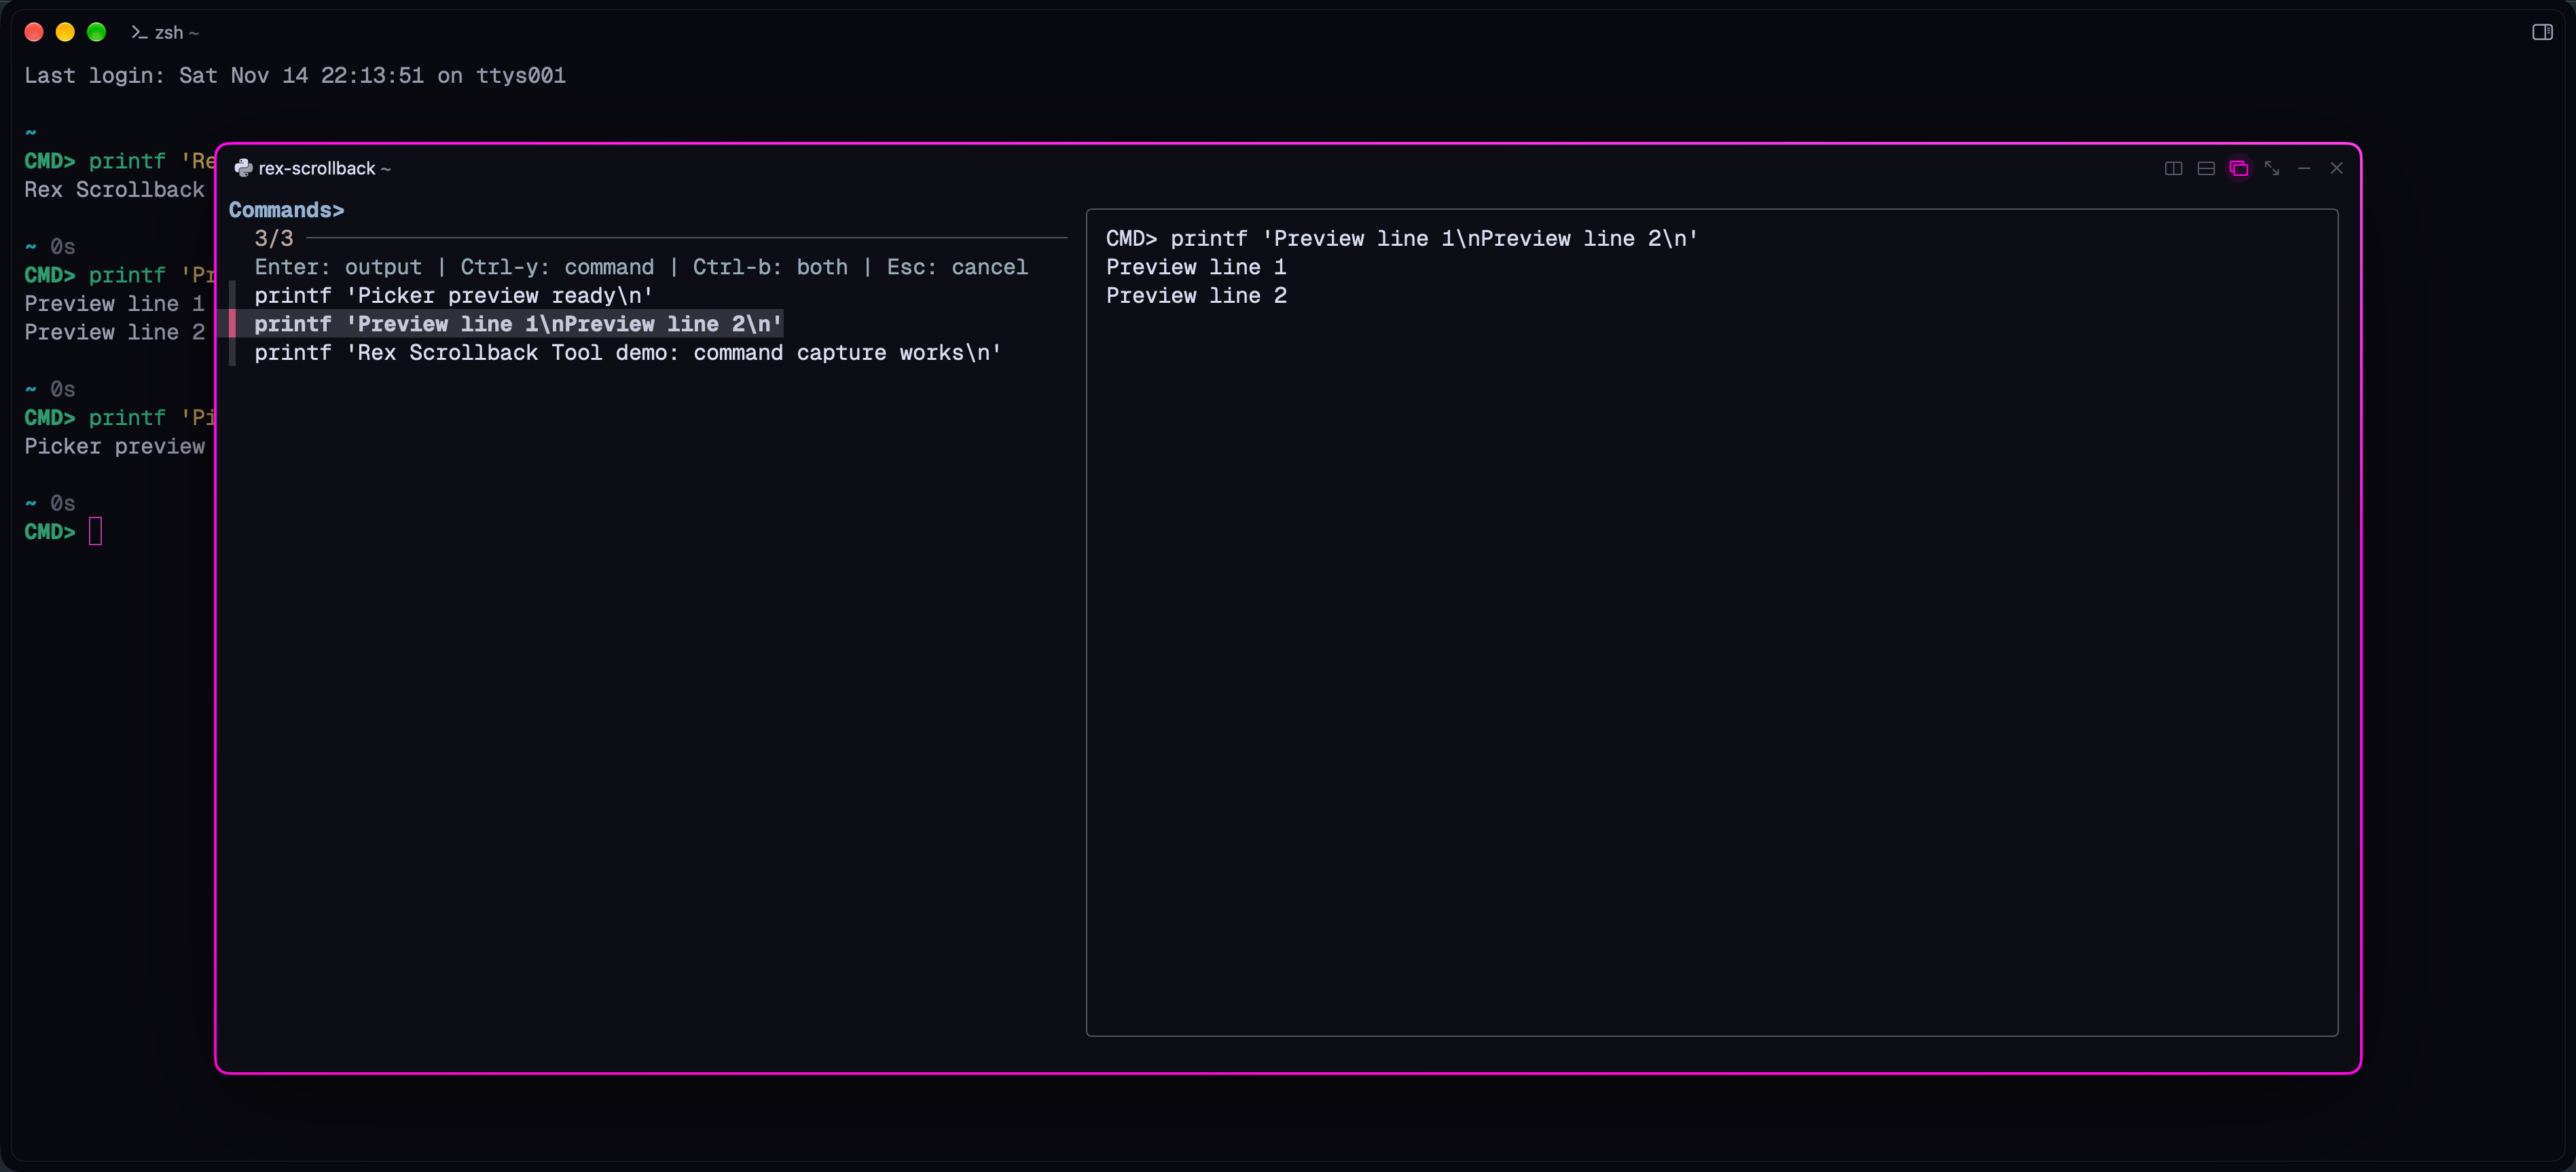 zsh ~
Last login: Sat Nov 14 22:13:51 on ttys001
~
CMD> printf 'Re
Rex Scrollback
~ 0s
CMD> printf 'Pr
Preview line 1
Preview line 2
~ 0s
CMD> printf 'Pi
Picker preview
~ 0s
CMD>
rex-scrollback ~
Commands>
3/3
Enter: output | Ctrl-y: command | Ctrl-b: both | Esc: cancel
printf 'Picker preview ready\n'
printf 'Preview line 1\nPreview line 2\n'
printf 'Rex Scrollback Tool demo: command capture works\n'
CMD> printf 'Preview line 1\nPreview line 2\n'
Preview line 1
Preview line 2